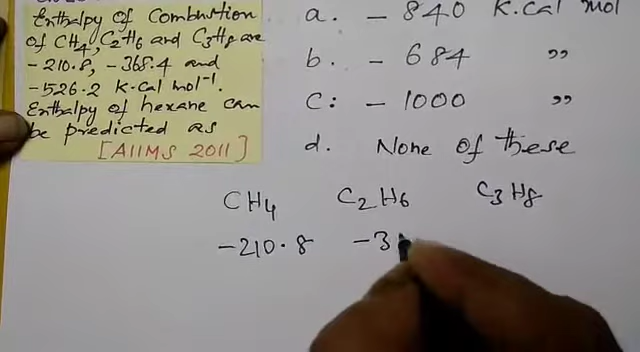 Enthalpy of Combustion
of CH4, C2H6 and C3H8 are
-210.8, -368.4 and
-526.2 K.Cal mol-1.
Enthalpy of hexane can
be predicted as
[AIIMS 2011]
a. - 840 K.Cal mol
b. - 684 "
C: - 1000 "
d. None of these
CH4 C2H6 C3H8
-210.8 -3